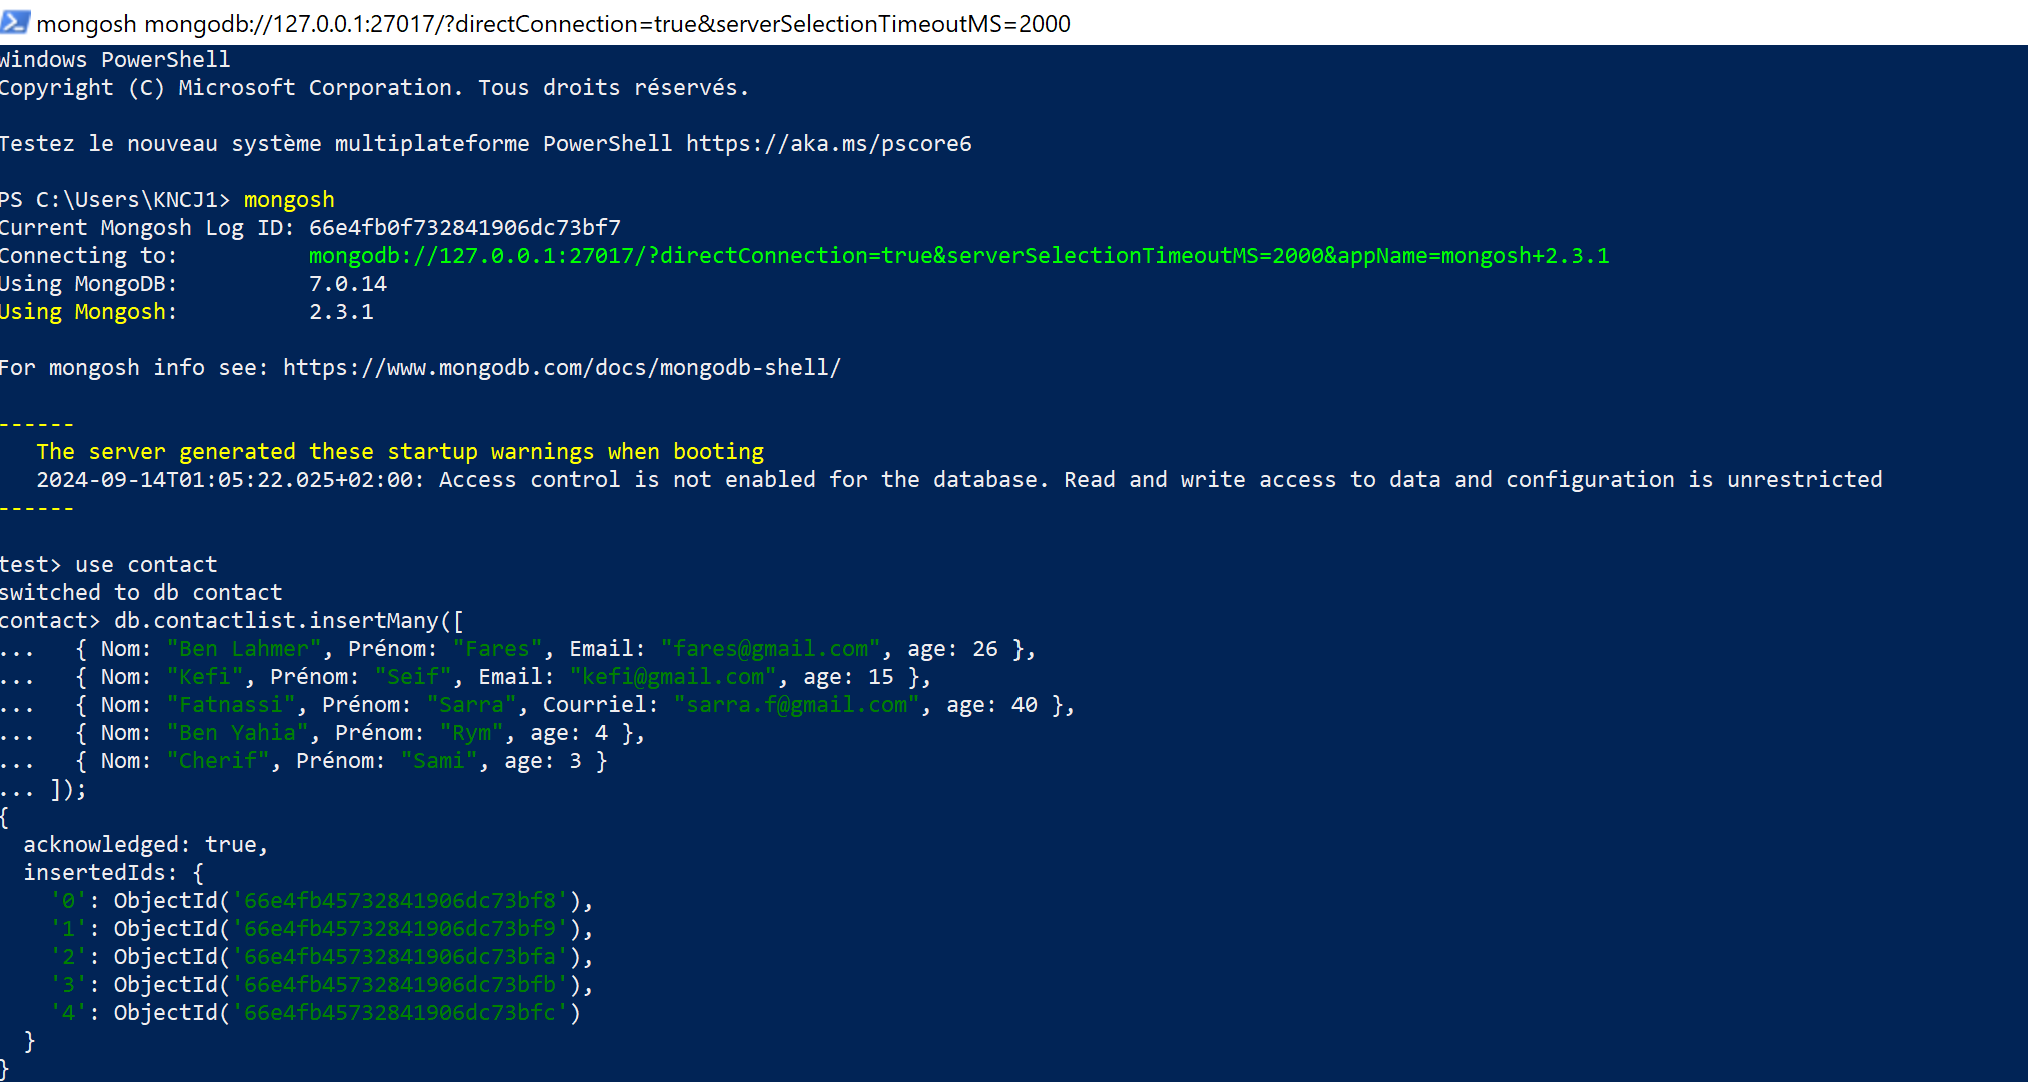 mongosh mongodb://127.0.0.1:27017/?directConnection=true&serverSelectionTimeoutMS=2000
Windows PowerShell
Copyright (C) Microsoft Corporation. Tous droits réservés.
Testez le nouveau système multiplateforme PowerShell https://aka.ms/pscore6
PS C:\Users\KNCJ1> mongosh
Current Mongosh Log ID: 66e4fb0f732841906dc73bf7
Connecting to:          mongodb://127.0.0.1:27017/?directConnection=true&serverSelectionTimeoutMS=2000&appName=mongosh+2.3.1
Using MongoDB:          7.0.14
Using Mongosh:          2.3.1
For mongosh info see: https://www.mongodb.com/docs/mongodb-shell/
------
   The server generated these startup warnings when booting
   2024-09-14T01:05:22.025+02:00: Access control is not enabled for the database. Read and write access to data and configuration is unrestricted
------
test> use contact
switched to db contact
contact> db.contactlist.insertMany([
...   { Nom: "Ben Lahmer", Prénom: "Fares", Email: "fares@gmail.com", age: 26 },
...   { Nom: "Kefi", Prénom: "Seif", Email: "kefi@gmail.com", age: 15 },
...   { Nom: "Fatnassi", Prénom: "Sarra", Courriel: "sarra.f@gmail.com", age: 40 },
...   { Nom: "Ben Yahia", Prénom: "Rym", age: 4 },
...   { Nom: "Cherif", Prénom: "Sami", age: 3 }
... ]);
{
  acknowledged: true,
  insertedIds: {
    '0': ObjectId('66e4fb45732841906dc73bf8'),
    '1': ObjectId('66e4fb45732841906dc73bf9'),
    '2': ObjectId('66e4fb45732841906dc73bfa'),
    '3': ObjectId('66e4fb45732841906dc73bfb'),
    '4': ObjectId('66e4fb45732841906dc73bfc')
  }
}